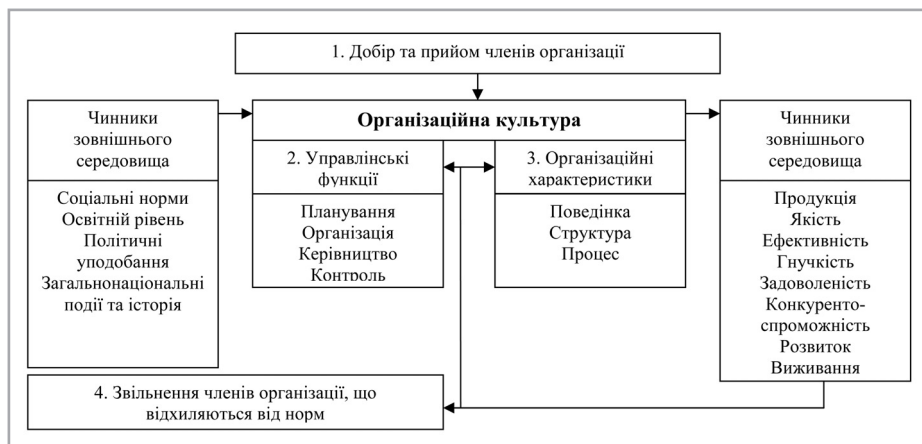 1. Добір та прийом членів організації
Чинники
зовнішнього
середовища
Соціальні норми
Освітній рівень
Політичні
уподобання
Загальнонаціональні
події та історія
Організаційна культура
2. Управлінські
функції
Планування
Організація
Керівництво
Контроль
3. Організаційні
характеристики
Поведінка
Структура
Процес
Чинники
зовнішнього
середовища
Продукція
Якість
Ефективність
Гнучкість
Задоволеність
Конкуренто-
спроможність
Розвиток
Виживання
4. Звільнення членів організації, що
відхиляються від норм